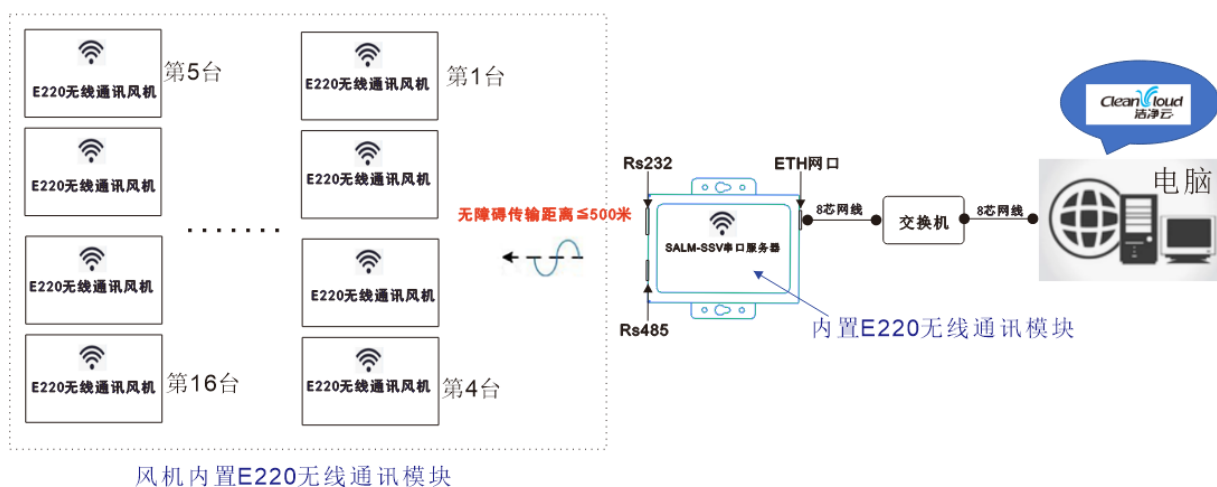 E220无线通讯风机
第5台
E220无线通讯风机
第1台
E220无线通讯风机
E220无线通讯风机
.......
E220无线通讯风机
E220无线通讯风机
E220无线通讯风机
第16台
E220无线通讯风机
第4台
风机内置E220无线通讯模块
无障碍传输距离≦500米
Rs232
ETH网口
SALM-SSV串口服务器
Rs485
内置E220无线通讯模块
8芯网线
交换机
8芯网线
CleanCloud
洁净云
电脑